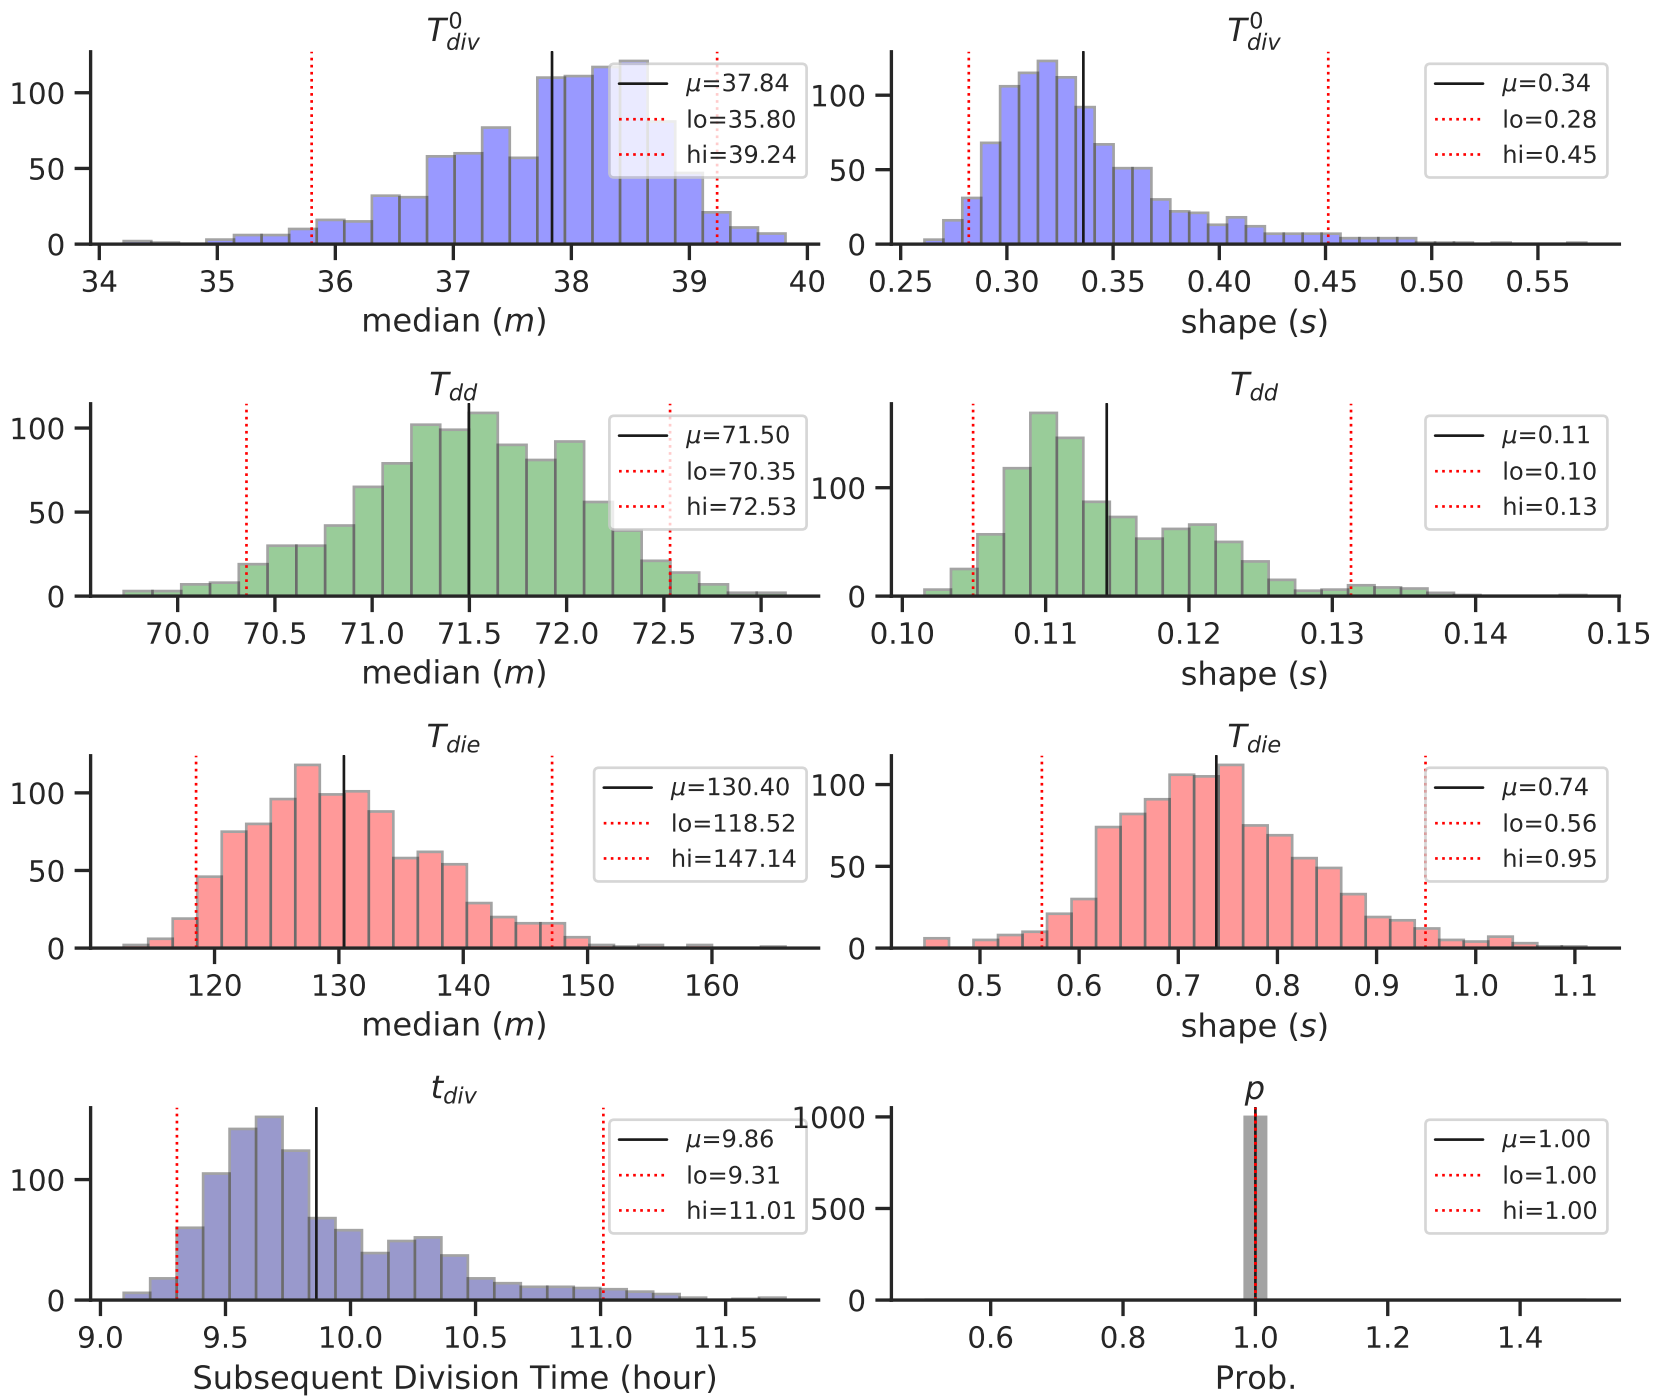 T⁰div
100
50
0
34 35 36 37 38 39 40
median (m)
μ=37.84
lo=35.80
hi=39.24
T⁰div
100
50
0
0.25 0.30 0.35 0.40 0.45 0.50 0.55
shape (s)
μ=0.34
lo=0.28
hi=0.45
Tdd
100
50
0
70.0 70.5 71.0 71.5 72.0 72.5 73.0
median (m)
μ=71.50
lo=70.35
hi=72.53
Tdd
100
0
0.10 0.11 0.12 0.13 0.14 0.15
shape (s)
μ=0.11
lo=0.10
hi=0.13
Tdie
100
50
0
120 130 140 150 160
median (m)
μ=130.40
lo=118.52
hi=147.14
Tdie
100
50
0
0.5 0.6 0.7 0.8 0.9 1.0 1.1
shape (s)
μ=0.74
lo=0.56
hi=0.95
tdiv
100
0
9.0 9.5 10.0 10.5 11.0 11.5
Subsequent Division Time (hour)
μ=9.86
lo=9.31
hi=11.01
p
1000
500
0
0.6 0.8 1.0 1.2 1.4
Prob.
μ=1.00
lo=1.00
hi=1.00